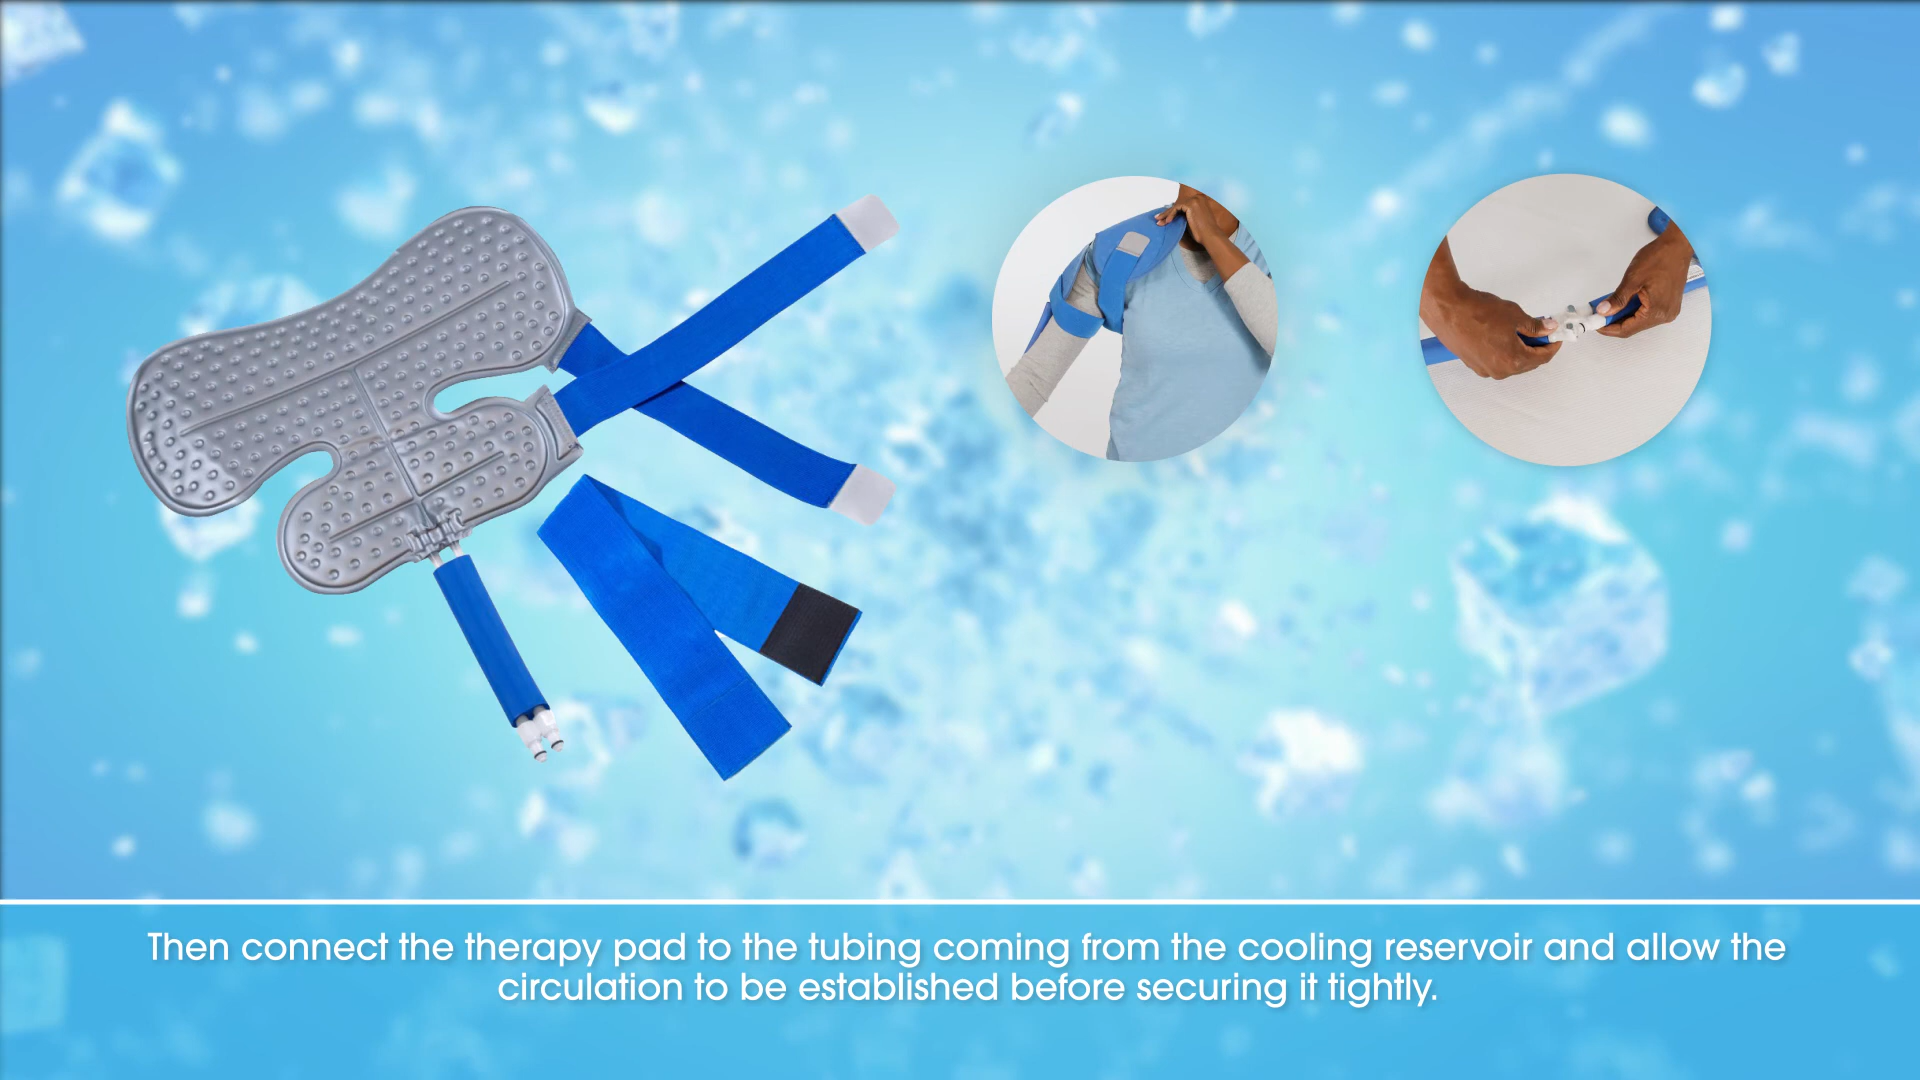 Then connect the therapy pad to the tubing coming from the cooling reservoir and allow the
circulation to be established before securing it tightly.